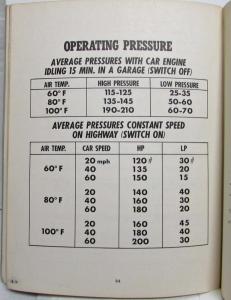 OPERATING PRESSURE
AVERAGE PRESSURES WITH CAR ENGINE
IDLING 15 MIN. IN A GARAGE (SWITCH OFF)
AIR TEMP. HIGH PRESSURE LOW PRESSURE
60° F 115-125 25-35
80° F 135-145 50-60
100° F 190-210 60-70
AVERAGE PRESSURES CONSTANT SPEED
ON HIGHWAY (SWITCH ON)
AIR TEMP. CAR SPEED HP LP
60° F 20 mph 120 # 30 #
40 135 20
60 150 15
80° F 20 140 40
40 160 30
60 180 20
100° F 20 160 45
40 180 40
60 200 30